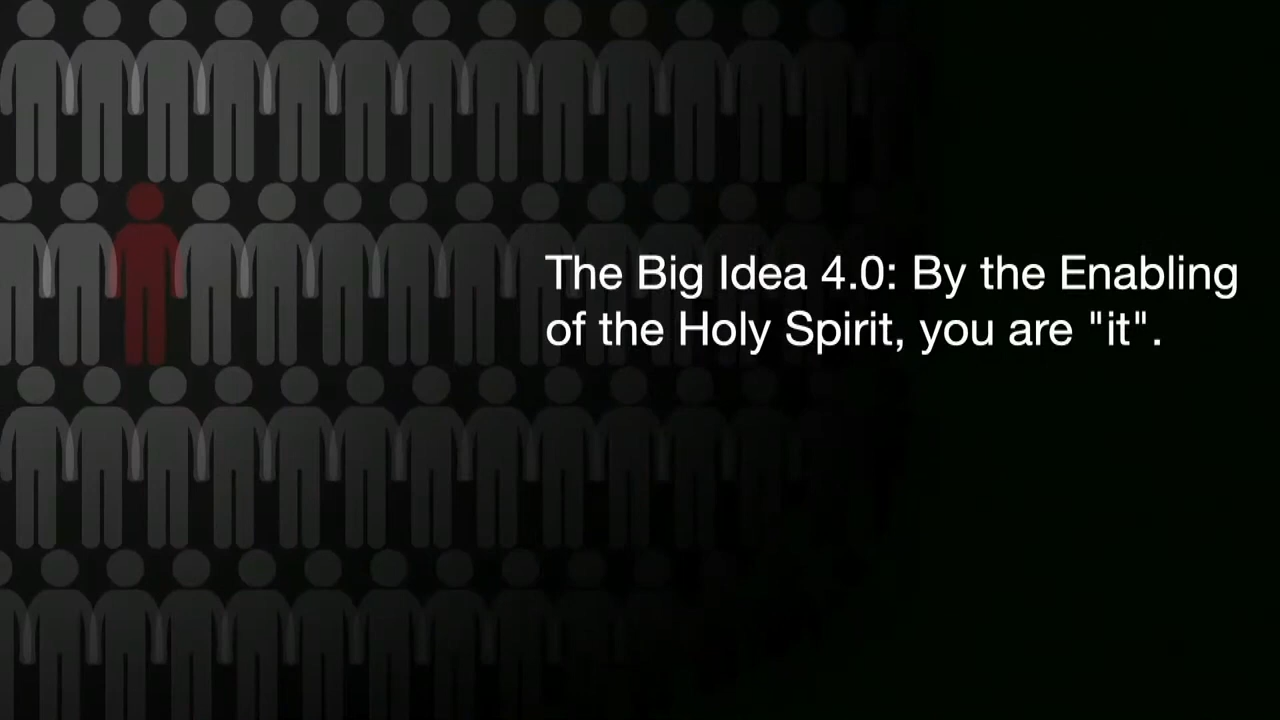 The Big Idea 4.0: By the Enabling
of the Holy Spirit, you are "it".